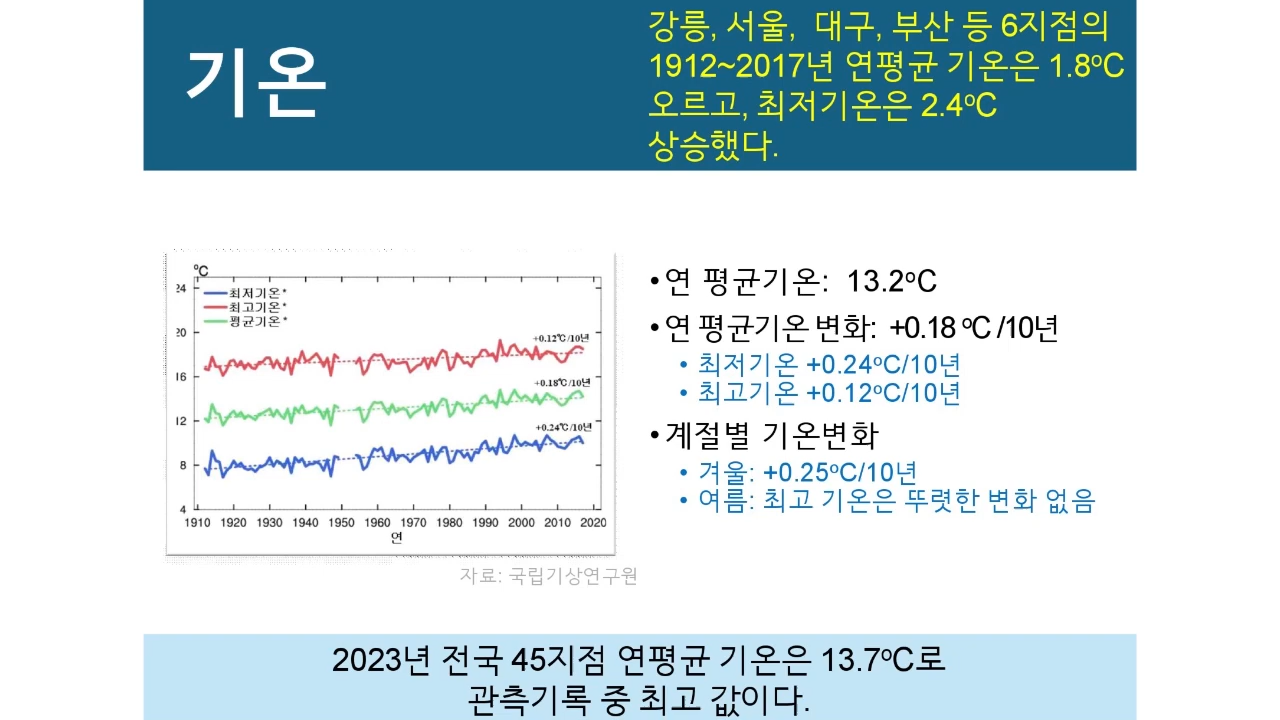 기온
강릉, 서울, 대구, 부산 등 6지점의
1912~2017년 연평균 기온은 1.8ºC
오르고, 최저기온은 2.4ºC
상승했다.
ºC
24
20
16
12
8
4
최저기온*
최고기온*
평균기온*
+0.12℃/10년
+0.18℃/10년
+0.24℃/10년
1910 1920 1930 1940 1950 1960 1970 1980 1990 2000 2010 2020
연
자료: 국립기상연구원
•연 평균기온: 13.2ºC
•연 평균기온 변화: +0.18 ºC /10년
• 최저기온 +0.24ºC/10년
• 최고기온 +0.12ºC/10년
•계절별 기온변화
• 겨울: +0.25ºC/10년
• 여름: 최고 기온은 뚜렷한 변화 없음
2023년 전국 45지점 연평균 기온은 13.7ºC로
관측기록 중 최고 값이다.